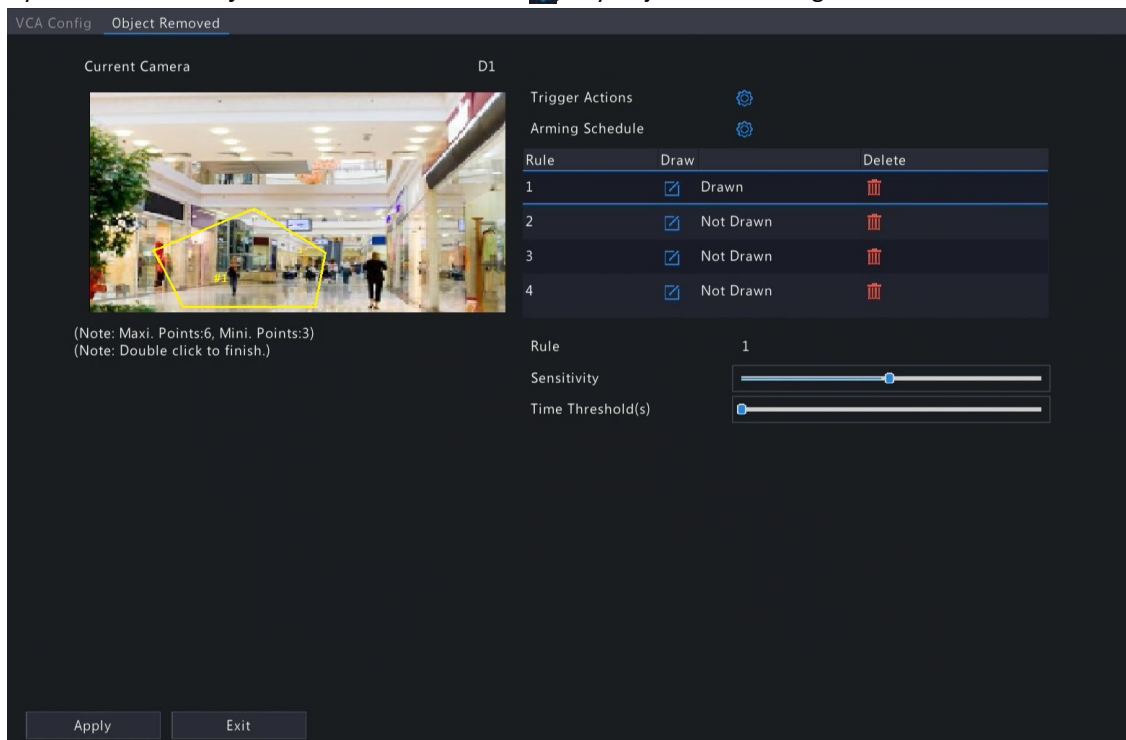 VCA Config Object Removed
Current Camera D1
#1
(Note: Maxi. Points:6, Mini. Points:3)
(Note: Double click to finish.)
Trigger Actions
Arming Schedule
Rule Draw Delete
1 Drawn
2 Not Drawn
3 Not Drawn
4 Not Drawn
Rule 1
Sensitivity
Time Threshold(s)
Apply Exit